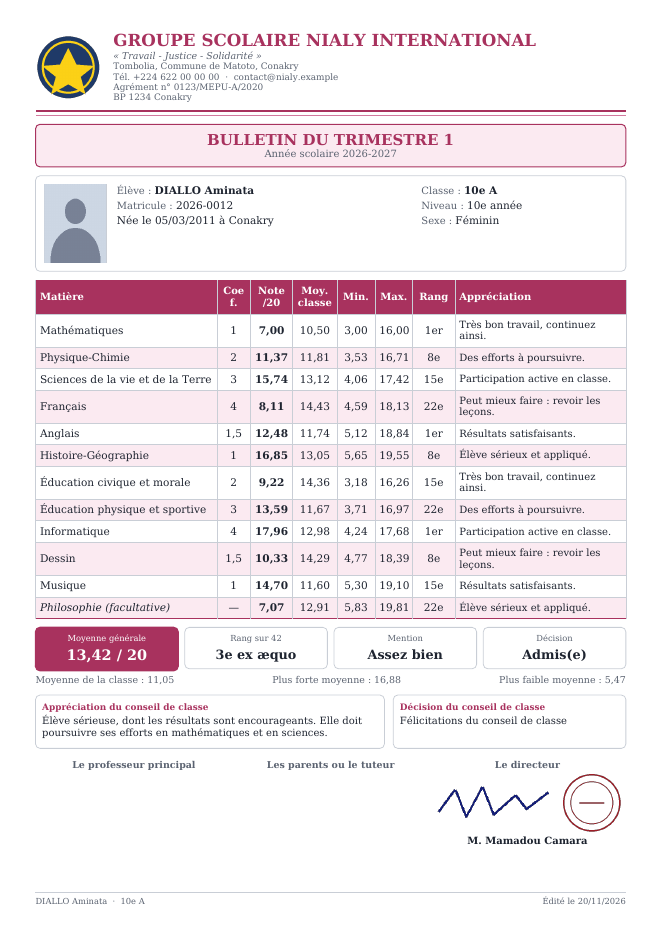 GROUPE SCOLAIRE NIALY INTERNATIONAL
« Travail - Justice - Solidarité »
Tombolia, Commune de Matoto, Conakry
Tél. +224 622 00 00 00 · contact@nialy.example
Agrément n° 0123/MEPU-A/2020
BP 1234 Conakry
BULLETIN DU TRIMESTRE 1
Année scolaire 2026-2027
Élève : DIALLO Aminata
Matricule : 2026-0012
Née le 05/03/2011 à Conakry
Classe : 10e A
Niveau : 10e année
Sexe : Féminin
Matière Coef. Note /20 Moy. classe Min. Max. Rang Appréciation
Mathématiques 1 7,00 10,50 3,00 16,00 1er Très bon travail, continuez ainsi.
Physique-Chimie 2 11,37 11,81 3,53 16,71 8e Des efforts à poursuivre.
Sciences de la vie et de la Terre 3 15,74 13,12 4,06 17,42 15e Participation active en classe.
Français 4 8,11 14,43 4,59 18,13 22e Peut mieux faire : revoir les leçons.
Anglais 1,5 12,48 11,74 5,12 18,84 1er Résultats satisfaisants.
Histoire-Géographie 1 16,85 13,05 5,65 19,55 8e Élève sérieux et appliqué.
Éducation civique et morale 2 9,22 14,36 3,18 16,26 15e Très bon travail, continuez ainsi.
Éducation physique et sportive 3 13,59 11,67 3,71 16,97 22e Des efforts à poursuivre.
Informatique 4 17,96 12,98 4,24 17,68 1er Participation active en classe.
Dessin 1,5 10,33 14,29 4,77 18,39 8e Peut mieux faire : revoir les leçons.
Musique 1 14,70 11,60 5,30 19,10 15e Résultats satisfaisants.
Philosophie (facultative) — 7,07 12,91 5,83 19,81 22e Élève sérieux et appliqué.
Moyenne générale
13,42 / 20
Rang sur 42
3e ex æquo
Mention
Assez bien
Décision
Admis(e)
Moyenne de la classe : 11,05 Plus forte moyenne : 16,88 Plus faible moyenne : 5,47
Appréciation du conseil de classe
Élève sérieuse, dont les résultats sont encourageants. Elle doit
poursuivre ses efforts en mathématiques et en sciences.
Décision du conseil de classe
Félicitations du conseil de classe
Le professeur principal Les parents ou le tuteur Le directeur
M. Mamadou Camara
DIALLO Aminata · 10e A Édité le 20/11/2026